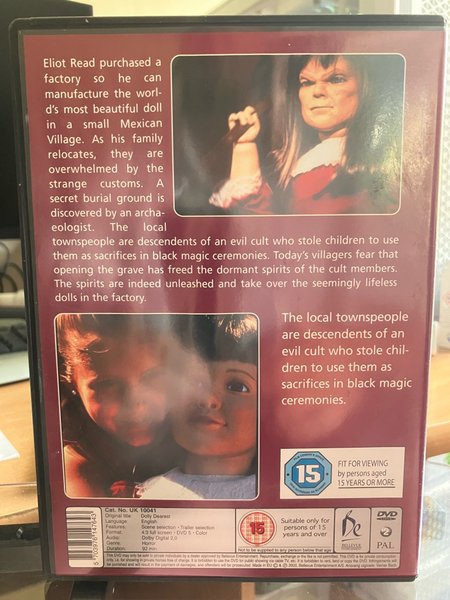 Eliot Read purchased a
factory so he can
manufacture the worl-
d's most beautiful doll
in a small Mexican
Village. As his family
relocates, they are
overwhelmed by the
strange customs. A
secret burial ground is
discovered by an archa-
eologist. The local
townspeople are descendents of an evil cult who stole children to use
them as sacrifices in black magic ceremonies. Today's villagers fear that
opening the grave has freed the dormant spirits of the cult members.
The spirits are indeed unleashed and take over the seemingly lifeless
dolls in the factory.
The local townspeople
are descendents of an
evil cult who stole chil-
dren to use them as
sacrifices in black magic
ceremonies.
15
FIT FOR VIEWING
by persons aged
15 YEARS OR MORE
Cat. No. UK 10041
Original title: Dolly Dearest
Language: English
Features: Scene selection - Trailer selection
Format: 4:3 full screen - DVD 5 - Color
Audio: Dolby Digital 2.0
Genre: Horror
Duration: 92 min.
15
Suitable only for
persons of 15
years and over
Not to be supplied to any person below that age
DVD
PAL